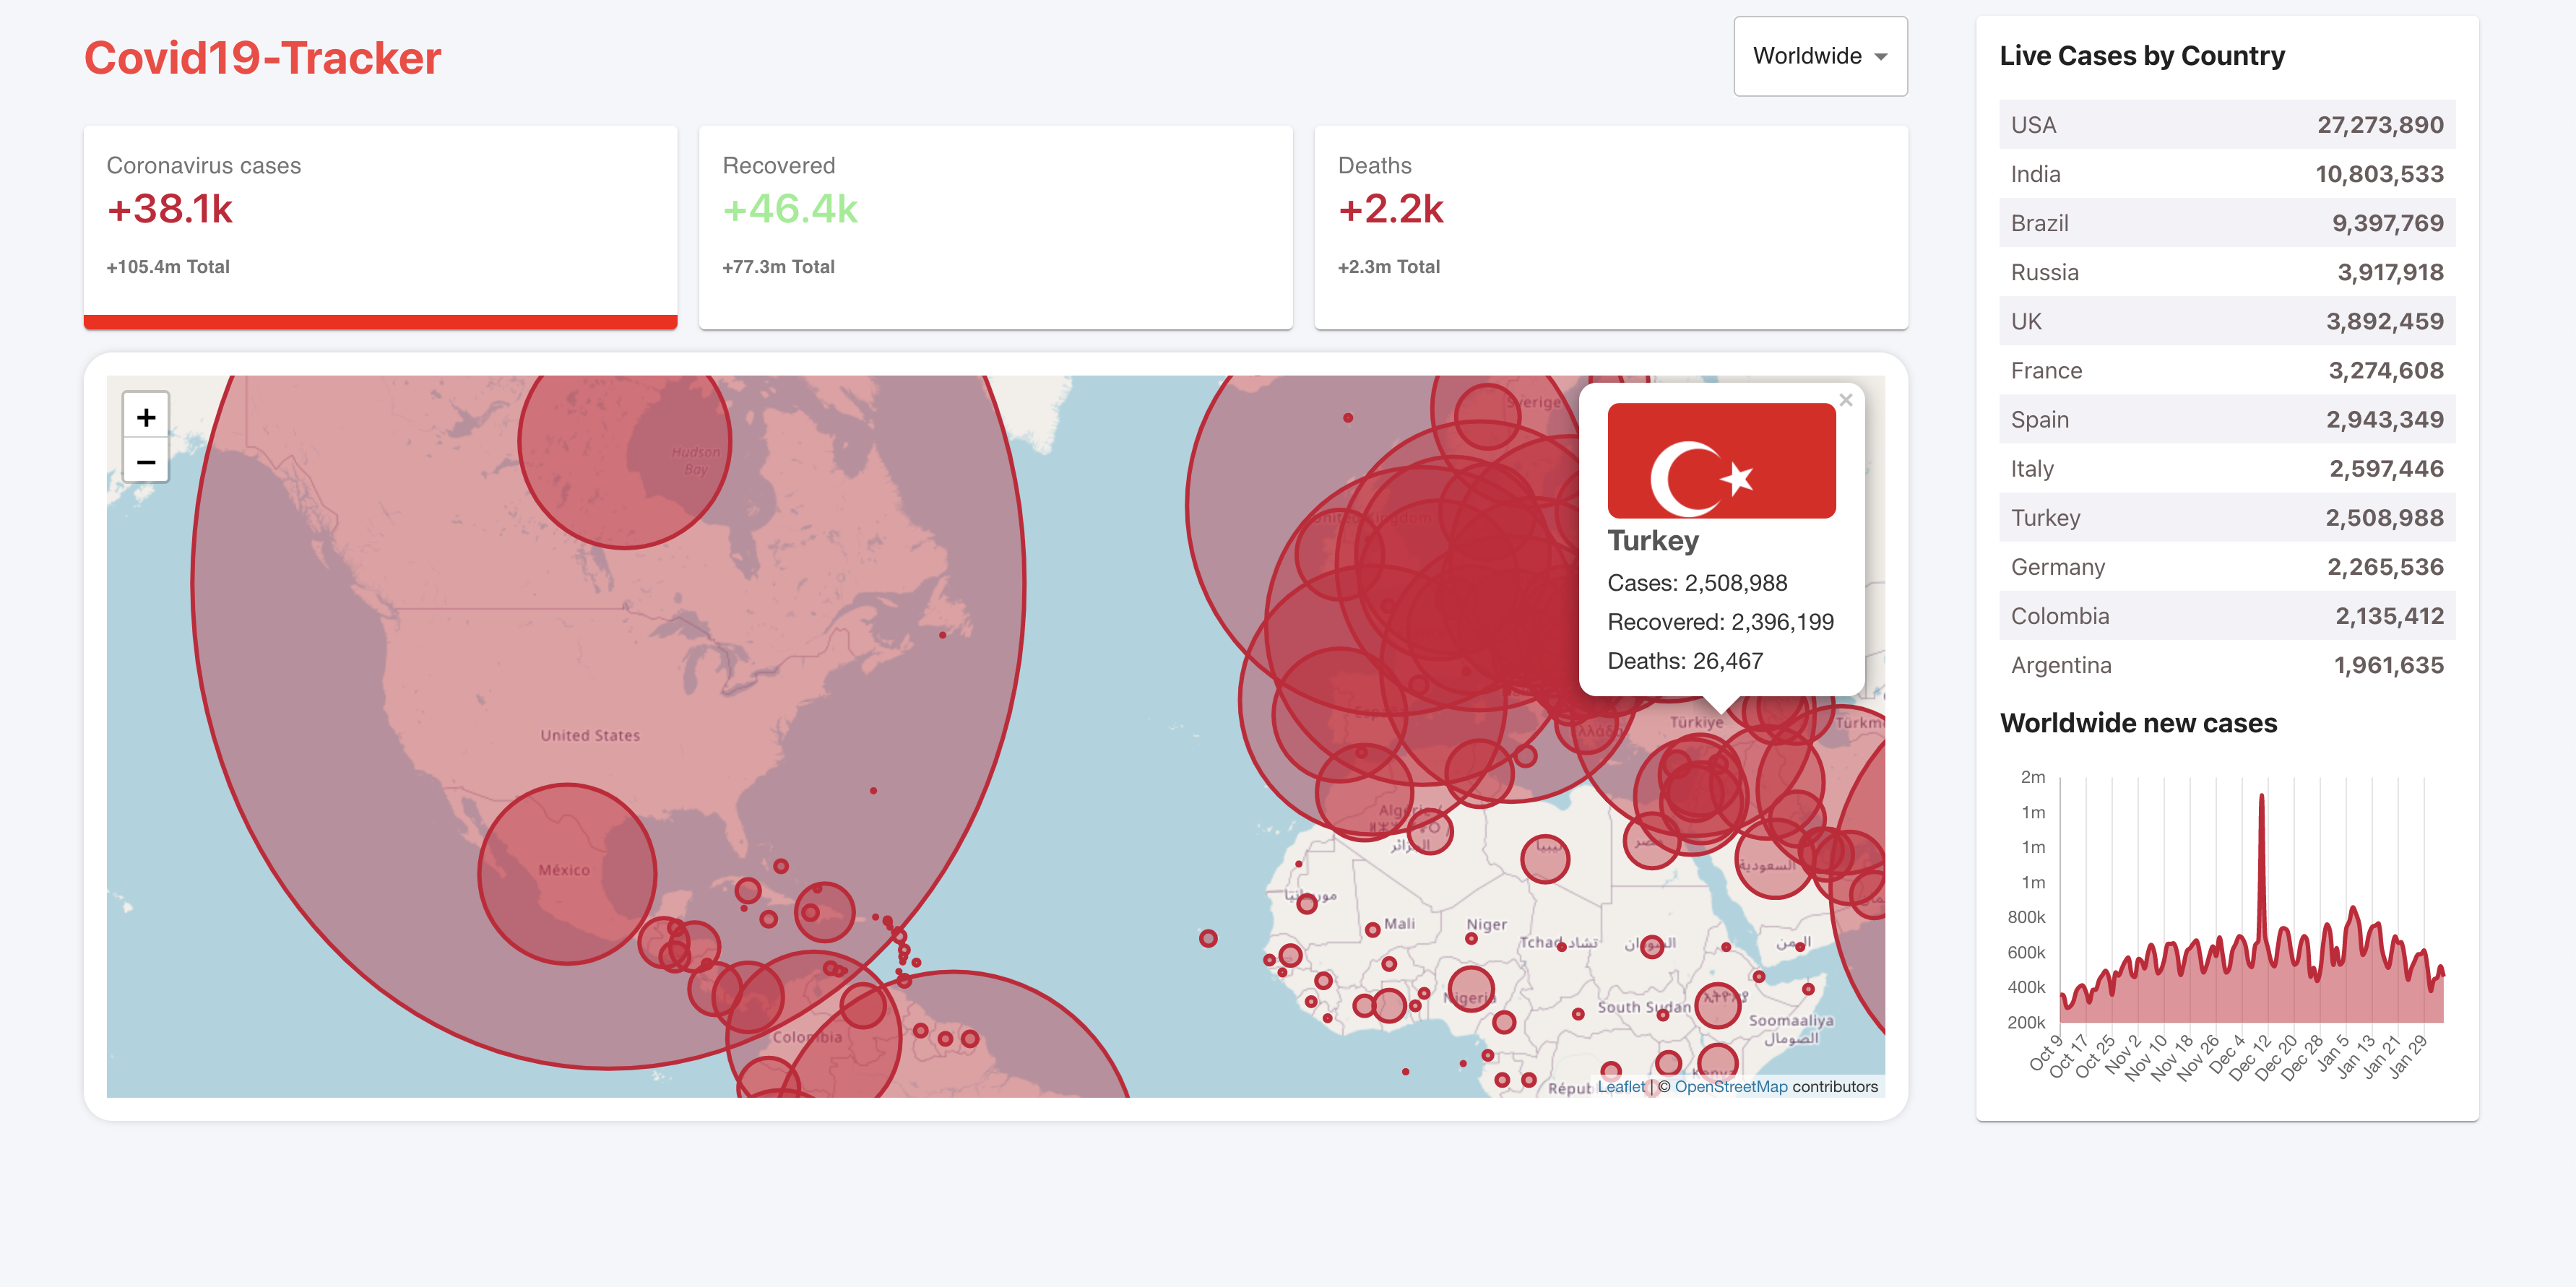 Covid19-Tracker
Worldwide
Coronavirus cases
+38.1k
+105.4m Total
Recovered
+46.4k
+77.3m Total
Deaths
+2.2k
+2.3m Total
+
−
Hudson
Bay
United States
México
Colombia
Sverige
United Kingdom
×
Turkey
Cases: 2,508,988
Recovered: 2,396,199
Deaths: 26,467
Türkiye
Türkm
Ελλάδα
Algérie /
الجزائر
ليبيا
مصر
السعودية
موريتانيا
Mali
Niger
Tchad تشاد
السودان
اليمن
Nigeria
South Sudan
ኢትዮጵያ
Soomaaliya
الصومال
Kenya
Républ
Leaflet | © OpenStreetMap contributors
Live Cases by Country
USA 27,273,890
India 10,803,533
Brazil 9,397,769
Russia 3,917,918
UK 3,892,459
France 3,274,608
Spain 2,943,349
Italy 2,597,446
Turkey 2,508,988
Germany 2,265,536
Colombia 2,135,412
Argentina 1,961,635
Worldwide new cases
2m
1m
1m
1m
800k
600k
400k
200k
Oct 9
Oct 17
Oct 25
Nov 2
Nov 10
Nov 18
Nov 26
Dec 4
Dec 12
Dec 20
Dec 28
Jan 5
Jan 13
Jan 21
Jan 29